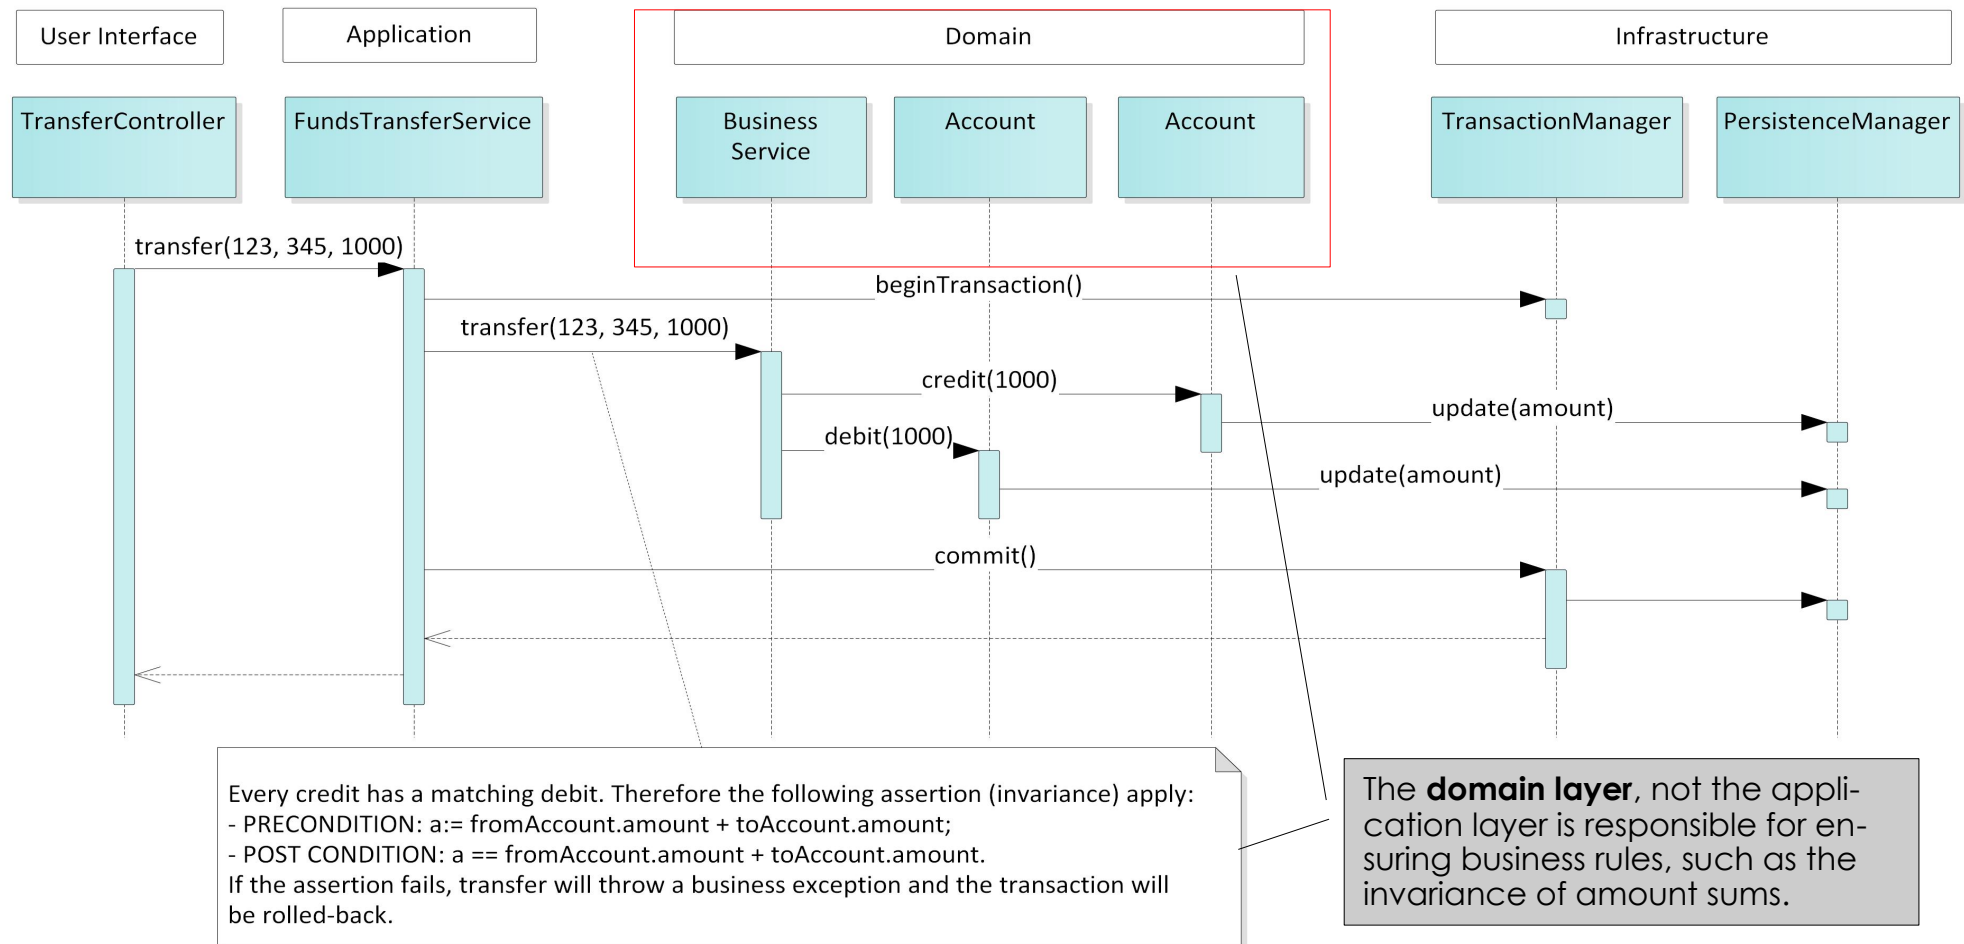 User Interface
Application
Domain
Infrastructure
TransferController
FundsTransferService
Business
Service
Account
Account
TransactionManager
PersistenceManager
transfer(123, 345, 1000)
beginTransaction()
transfer(123, 345, 1000)
credit(1000)
update(amount)
debit(1000)
update(amount)
commit()
Every credit has a matching debit. Therefore the following assertion (invariance) apply:
- PRECONDITION: a:= fromAccount.amount + toAccount.amount;
- POST CONDITION: a == fromAccount.amount + toAccount.amount.
If the assertion fails, transfer will throw a business exception and the transaction will
be rolled-back.
The domain layer, not the appli-
cation layer is responsible for en-
suring business rules, such as the
invariance of amount sums.